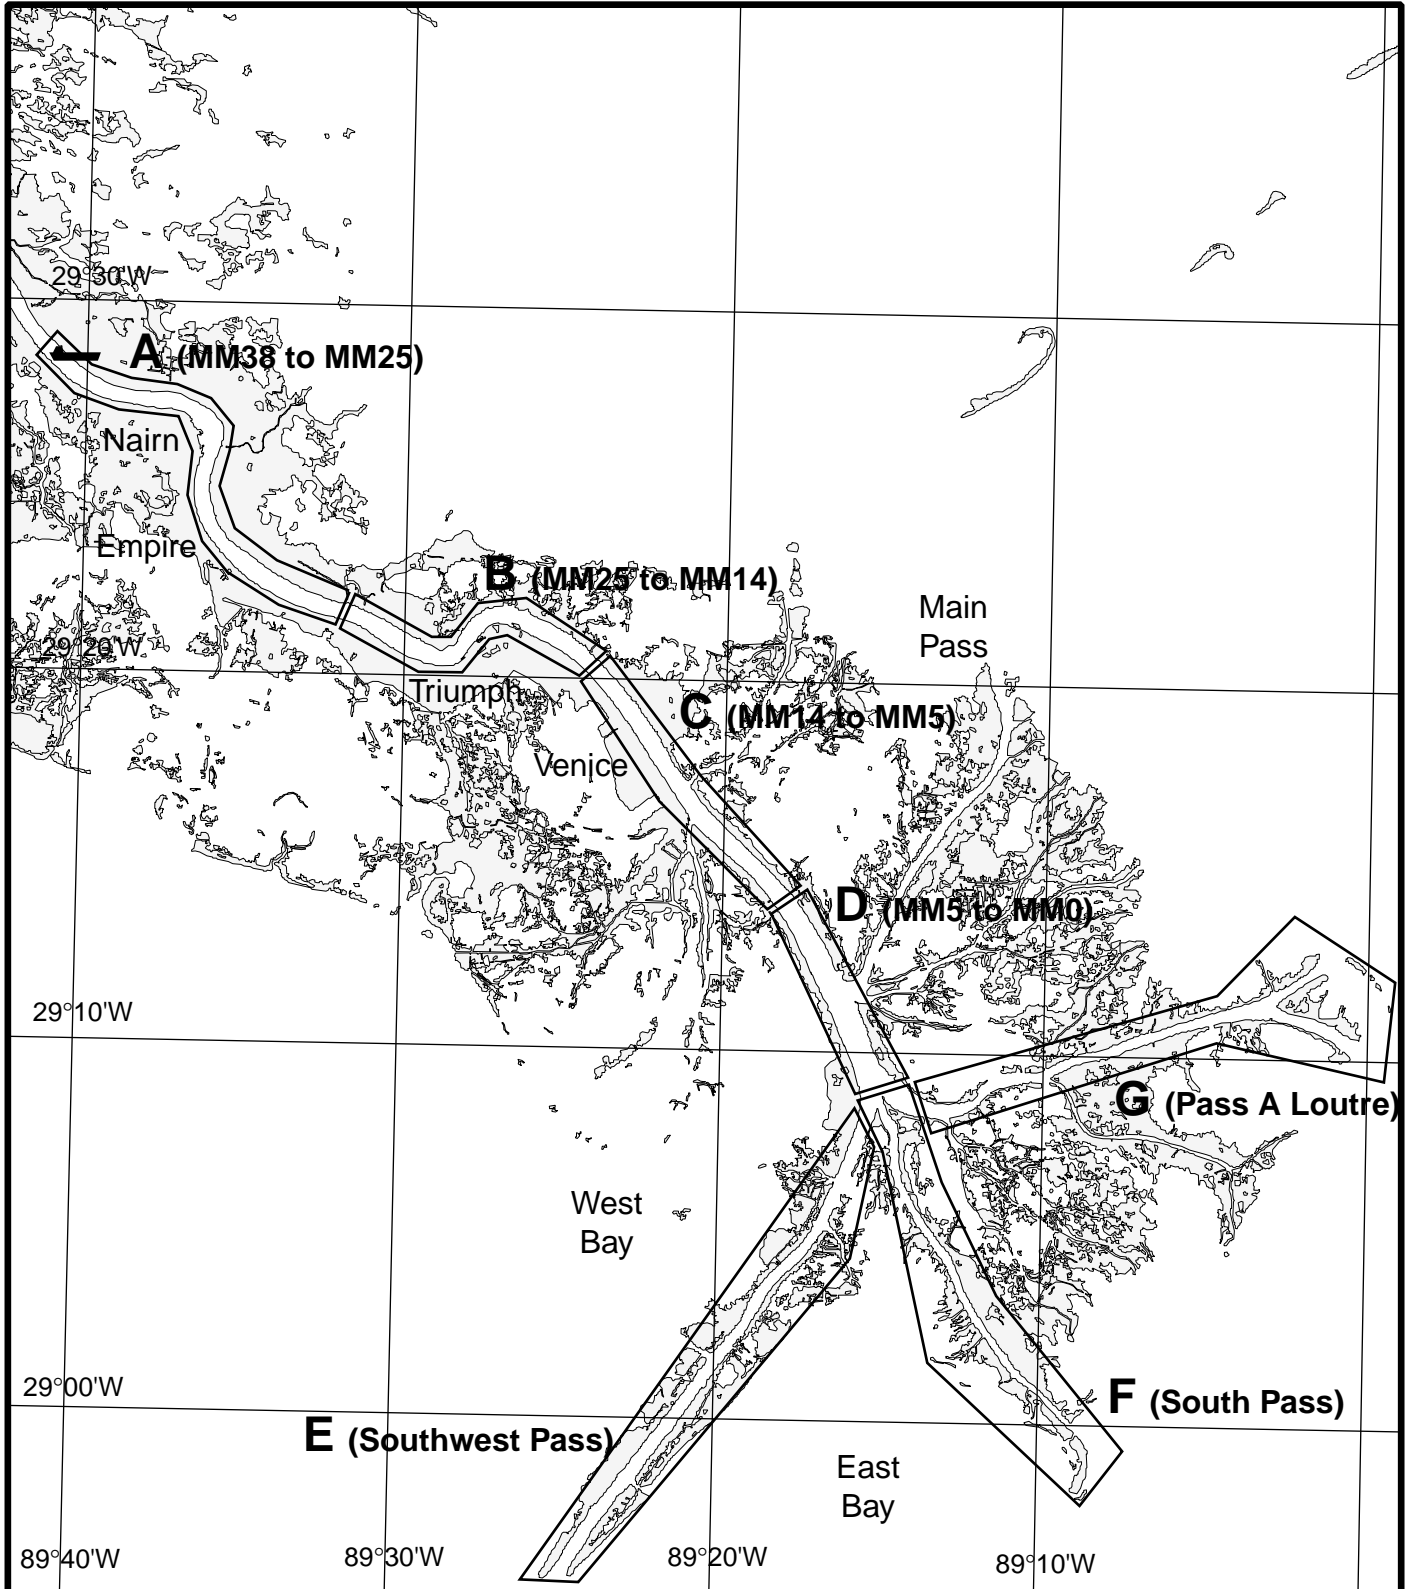 29°30'W
A (MM38 to MM25)
Nairn
Empire
B (MM25 to MM14)
Main
Pass
29°20'W
Triumph
C (MM14 to MM5)
Venice
D (MM5 to MM0)
29°10'W
G (Pass A Loutre)
West
Bay
29°00'W
F (South Pass)
E (Southwest Pass)
East
Bay
89°40'W
89°30'W
89°20'W
89°10'W